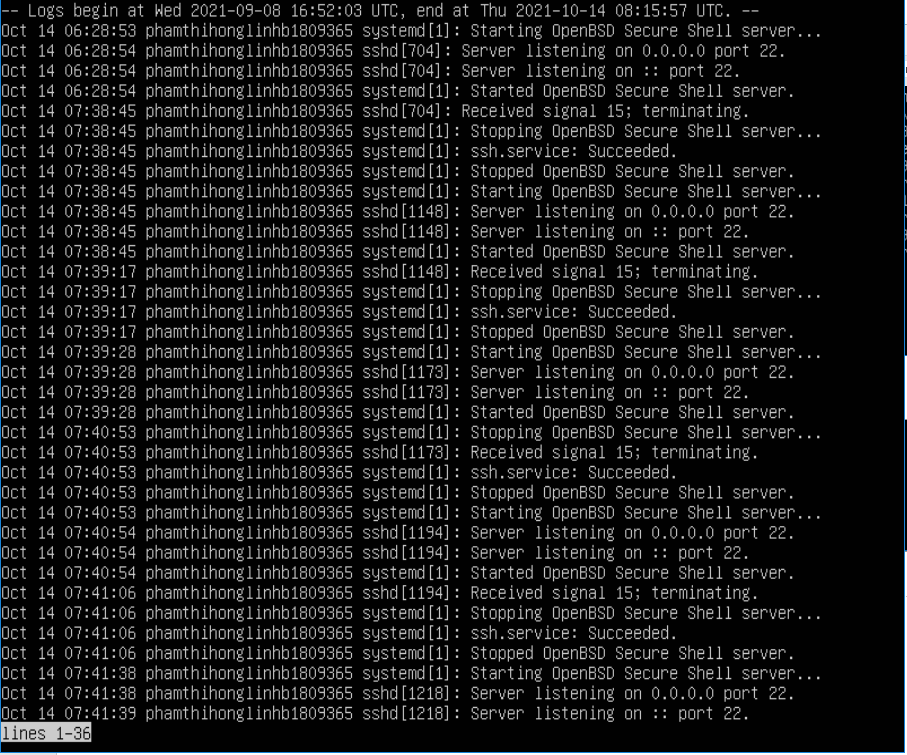 -- Logs begin at Wed 2021-09-08 16:52:03 UTC, end at Thu 2021-10-14 08:15:57 UTC. --
Oct 14 06:28:53 phamthihonglinhb1809365 systemd[1]: Starting OpenBSD Secure Shell server...
Oct 14 06:28:54 phamthihonglinhb1809365 sshd[704]: Server listening on 0.0.0.0 port 22.
Oct 14 06:28:54 phamthihonglinhb1809365 sshd[704]: Server listening on :: port 22.
Oct 14 06:28:54 phamthihonglinhb1809365 systemd[1]: Started OpenBSD Secure Shell server.
Oct 14 07:38:45 phamthihonglinhb1809365 sshd[704]: Received signal 15; terminating.
Oct 14 07:38:45 phamthihonglinhb1809365 systemd[1]: Stopping OpenBSD Secure Shell server...
Oct 14 07:38:45 phamthihonglinhb1809365 systemd[1]: ssh.service: Succeeded.
Oct 14 07:38:45 phamthihonglinhb1809365 systemd[1]: Stopped OpenBSD Secure Shell server.
Oct 14 07:38:45 phamthihonglinhb1809365 systemd[1]: Starting OpenBSD Secure Shell server...
Oct 14 07:38:45 phamthihonglinhb1809365 sshd[1148]: Server listening on 0.0.0.0 port 22.
Oct 14 07:38:45 phamthihonglinhb1809365 sshd[1148]: Server listening on :: port 22.
Oct 14 07:38:45 phamthihonglinhb1809365 systemd[1]: Started OpenBSD Secure Shell server.
Oct 14 07:39:17 phamthihonglinhb1809365 sshd[1148]: Received signal 15; terminating.
Oct 14 07:39:17 phamthihonglinhb1809365 systemd[1]: Stopping OpenBSD Secure Shell server...
Oct 14 07:39:17 phamthihonglinhb1809365 systemd[1]: ssh.service: Succeeded.
Oct 14 07:39:17 phamthihonglinhb1809365 systemd[1]: Stopped OpenBSD Secure Shell server.
Oct 14 07:39:28 phamthihonglinhb1809365 systemd[1]: Starting OpenBSD Secure Shell server...
Oct 14 07:39:28 phamthihonglinhb1809365 sshd[1173]: Server listening on 0.0.0.0 port 22.
Oct 14 07:39:28 phamthihonglinhb1809365 sshd[1173]: Server listening on :: port 22.
Oct 14 07:39:28 phamthihonglinhb1809365 systemd[1]: Started OpenBSD Secure Shell server.
Oct 14 07:40:53 phamthihonglinhb1809365 systemd[1]: Stopping OpenBSD Secure Shell server...
Oct 14 07:40:53 phamthihonglinhb1809365 sshd[1173]: Received signal 15; terminating.
Oct 14 07:40:53 phamthihonglinhb1809365 systemd[1]: ssh.service: Succeeded.
Oct 14 07:40:53 phamthihonglinhb1809365 systemd[1]: Stopped OpenBSD Secure Shell server.
Oct 14 07:40:53 phamthihonglinhb1809365 systemd[1]: Starting OpenBSD Secure Shell server...
Oct 14 07:40:54 phamthihonglinhb1809365 sshd[1194]: Server listening on 0.0.0.0 port 22.
Oct 14 07:40:54 phamthihonglinhb1809365 sshd[1194]: Server listening on :: port 22.
Oct 14 07:40:54 phamthihonglinhb1809365 systemd[1]: Started OpenBSD Secure Shell server.
Oct 14 07:41:06 phamthihonglinhb1809365 sshd[1194]: Received signal 15; terminating.
Oct 14 07:41:06 phamthihonglinhb1809365 systemd[1]: Stopping OpenBSD Secure Shell server...
Oct 14 07:41:06 phamthihonglinhb1809365 systemd[1]: ssh.service: Succeeded.
Oct 14 07:41:06 phamthihonglinhb1809365 systemd[1]: Stopped OpenBSD Secure Shell server.
Oct 14 07:41:38 phamthihonglinhb1809365 systemd[1]: Starting OpenBSD Secure Shell server...
Oct 14 07:41:38 phamthihonglinhb1809365 sshd[1218]: Server listening on 0.0.0.0 port 22.
Oct 14 07:41:39 phamthihonglinhb1809365 sshd[1218]: Server listening on :: port 22.
lines 1-36